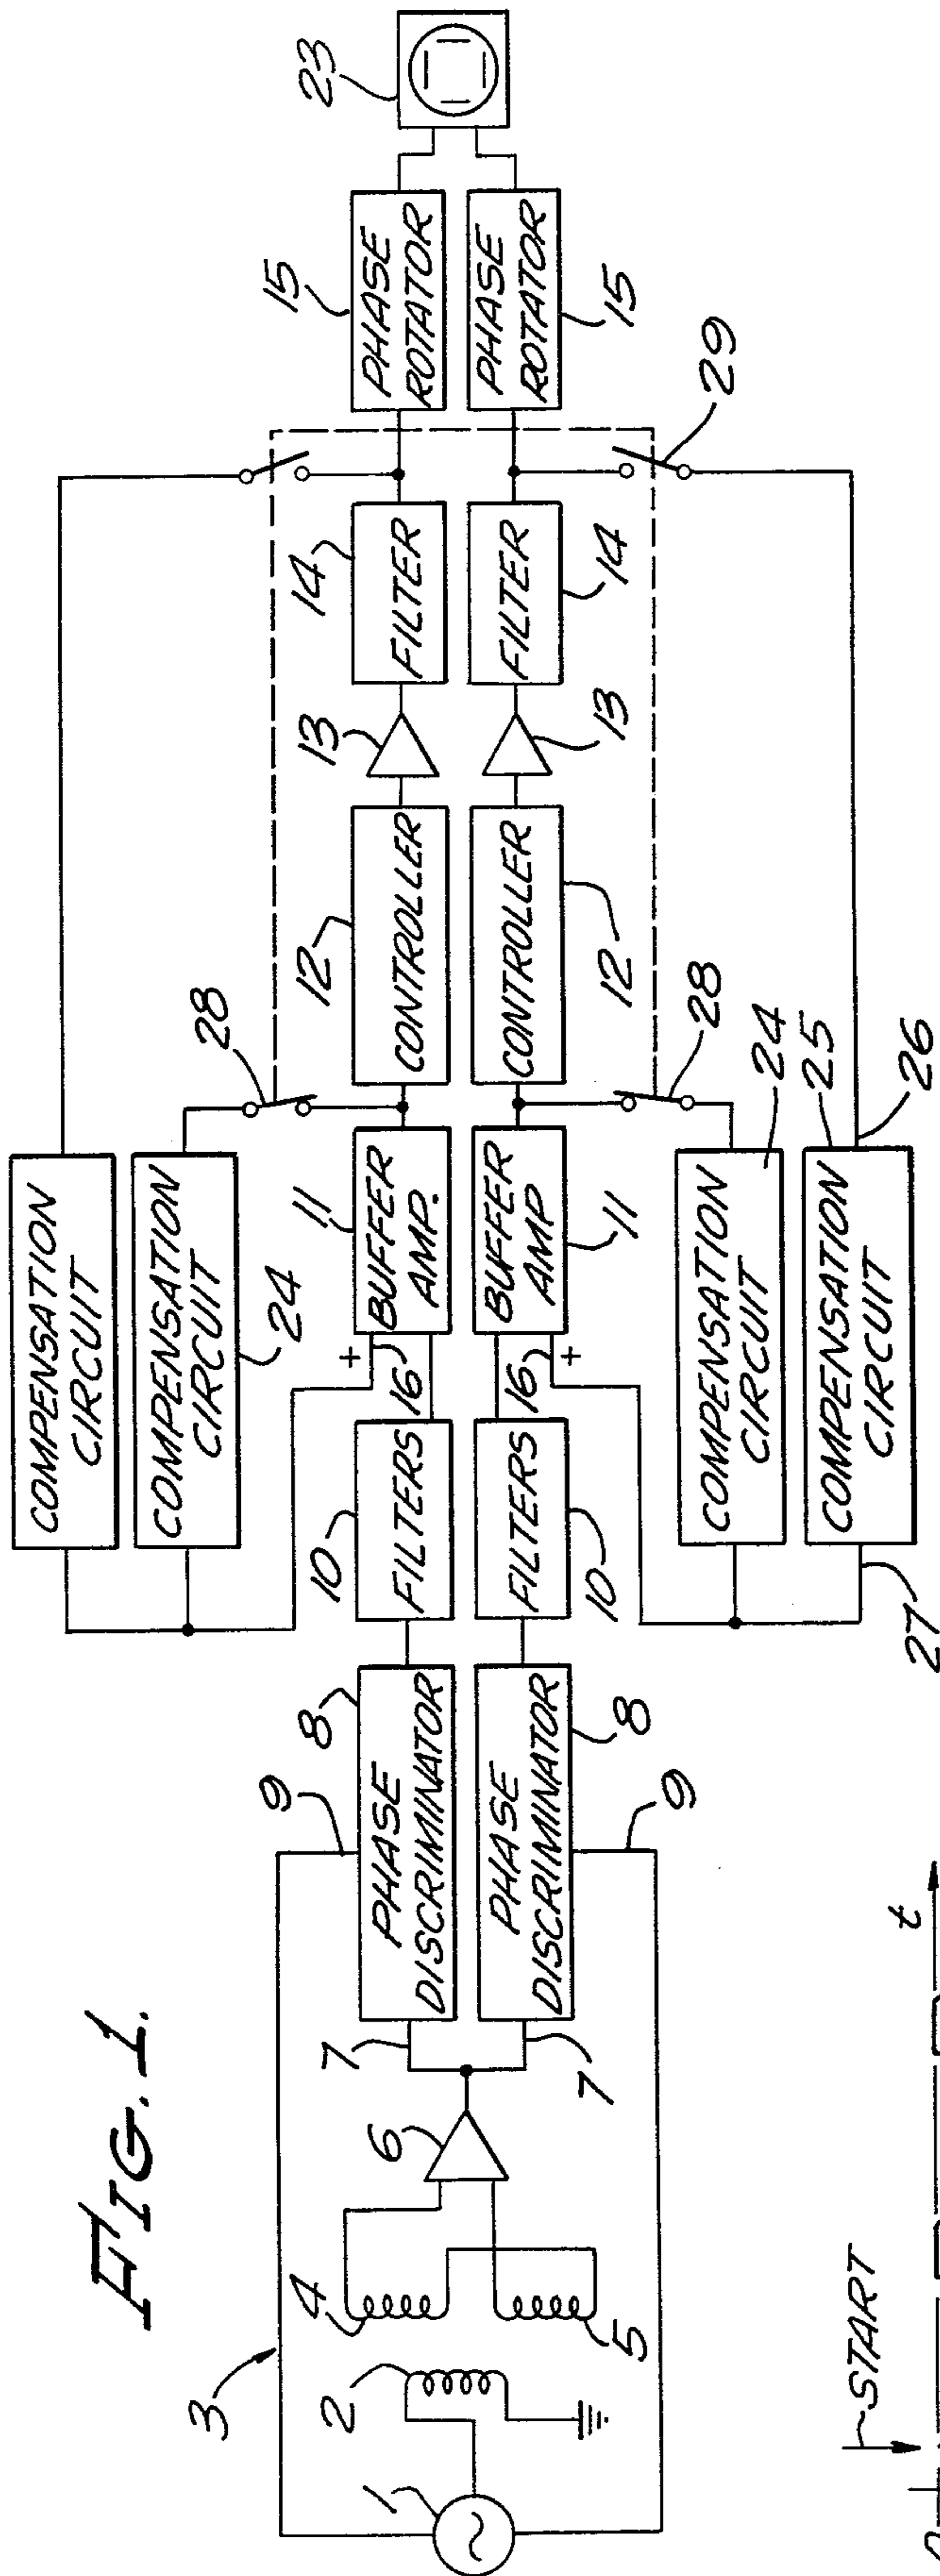 FIG. 1.
3
1
2
4
5
6
7
7
9
9
PHASE
DISCRIMINATOR
8
PHASE
DISCRIMINATOR
8
10
FILTERS
FILTERS
10
COMPENSATION
CIRCUIT
COMPENSATION
CIRCUIT
24
+
16
11
BUFFER
AMP.
16
+
BUFFER
AMP
11
28
12
CONTROLLER
CONTROLLER
12
28
COMPENSATION
CIRCUIT
24
COMPENSATION
CIRCUIT
25
26
27
13
13
14
FILTER
FILTER
14
15
PHASE
ROTATOR
PHASE
ROTATOR
15
29
23
START
t